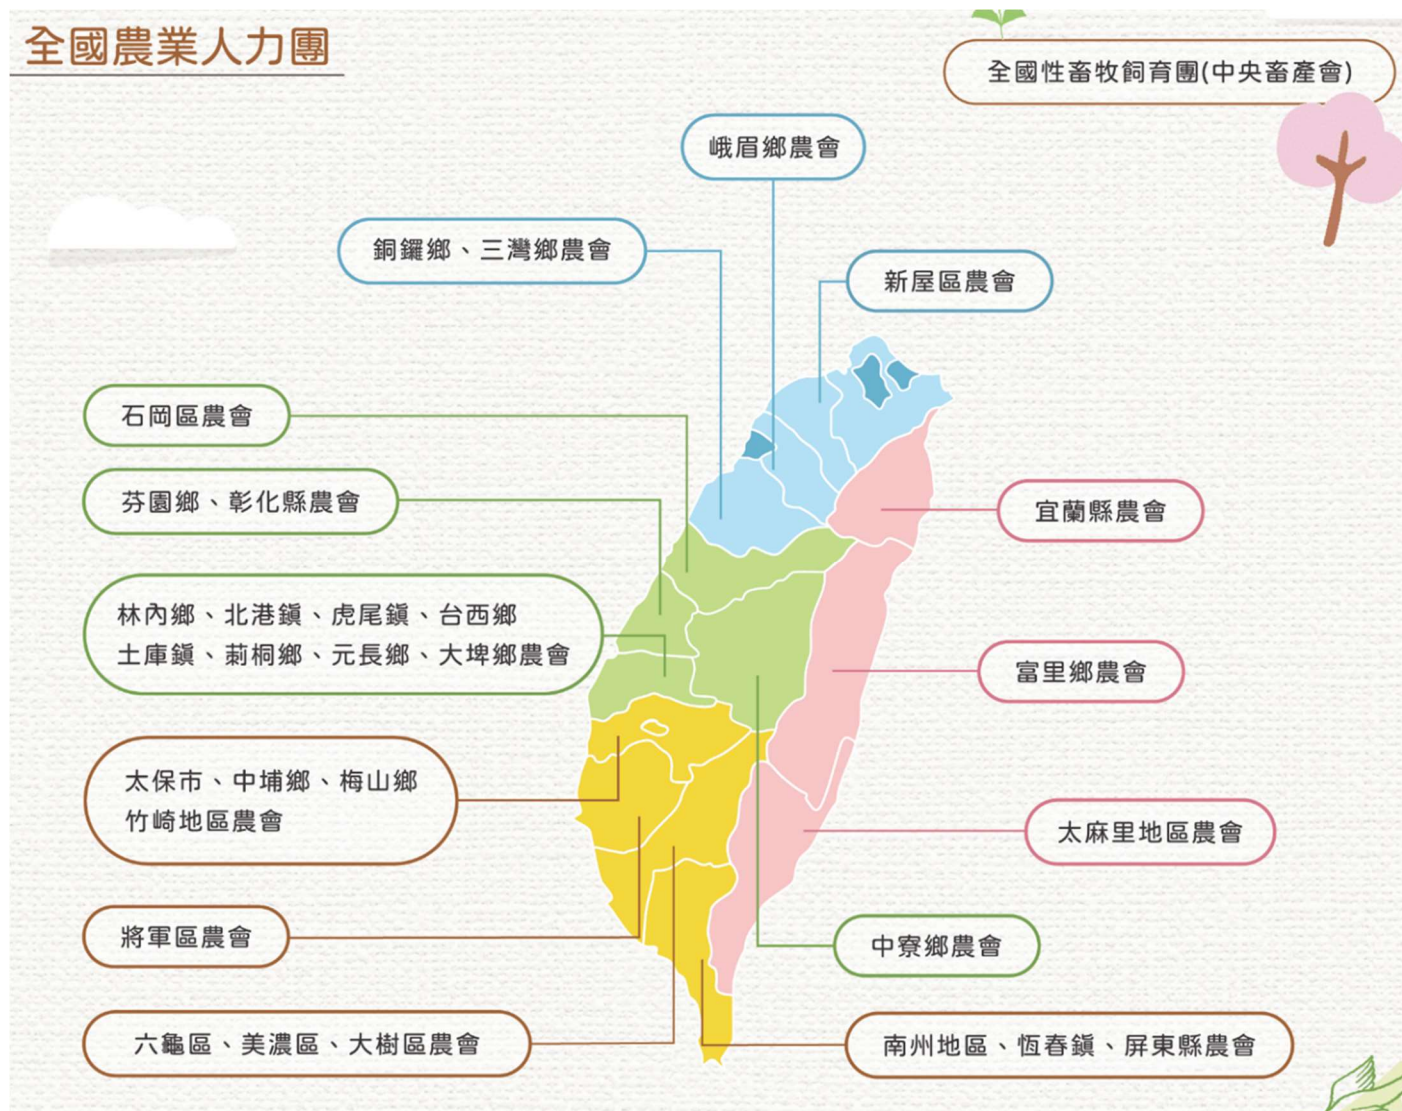 全國農業人力團
全國性畜牧飼育團(中央畜產會)
峨眉鄉農會
銅鑼鄉、三灣鄉農會
新屋區農會
石岡區農會
芬園鄉、彰化縣農會
宜蘭縣農會
林內鄉、北港鎮、虎尾鎮、台西鄉
土庫鎮、莿桐鄉、元長鄉、大埤鄉農會
富里鄉農會
太保市、中埔鄉、梅山鄉
竹崎地區農會
太麻里地區農會
將軍區農會
中寮鄉農會
六龜區、美濃區、大樹區農會
南州地區、恆春鎮、屏東縣農會